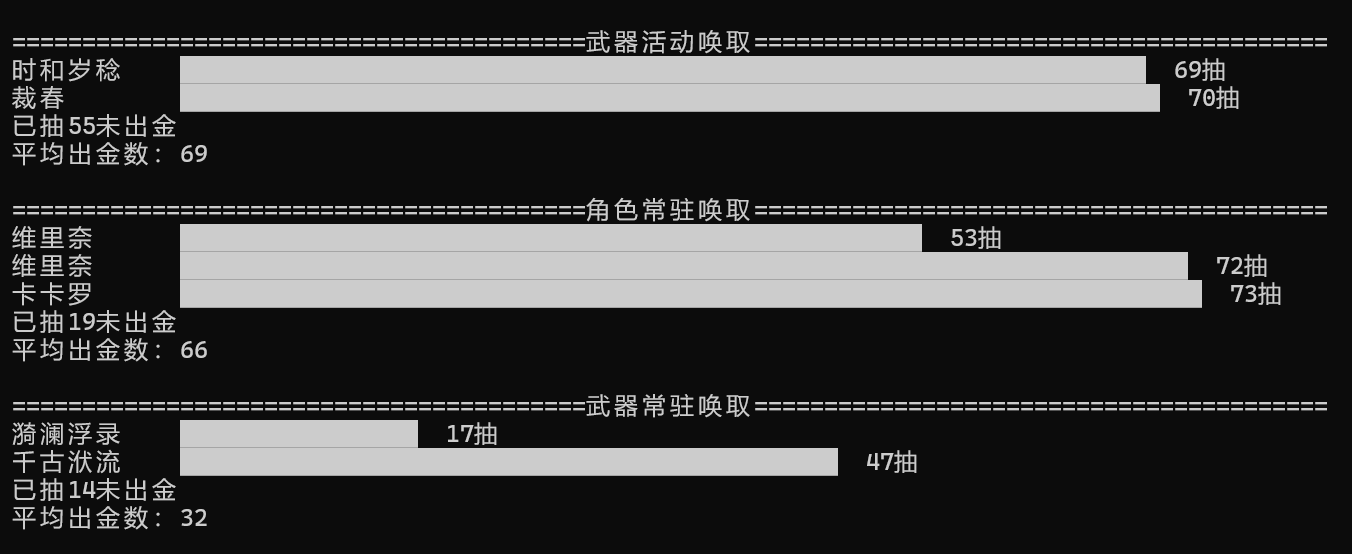 =========================================武器活动唤取=========================================
时和岁稔 69抽
裁春 70抽
已抽55未出金
平均出金数: 69
=========================================角色常驻唤取=========================================
维里奈 53抽
维里奈 72抽
卡卡罗 73抽
已抽19未出金
平均出金数: 66
=========================================武器常驻唤取=========================================
漪澜浮录 17抽
千古洑流 47抽
已抽14未出金
平均出金数: 32